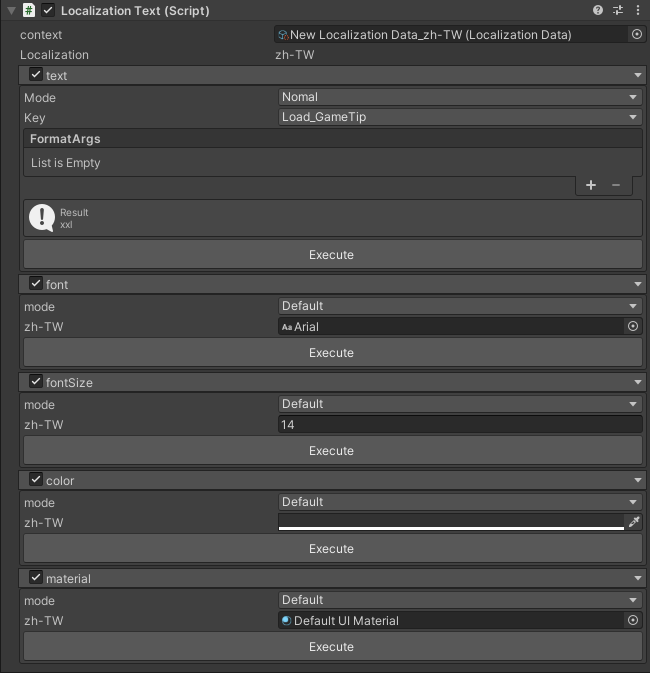 Localization Text (Script)
context New Localization Data_zh-TW (Localization Data)
Localization zh-TW
text
Mode Nomal
Key Load_GameTip
FormatArgs
List is Empty
+ −
Result
xxl
Execute
font
mode Default
zh-TW Aa Arial
Execute
fontSize
mode Default
zh-TW 14
Execute
color
mode Default
zh-TW
Execute
material
mode Default
zh-TW Default UI Material
Execute